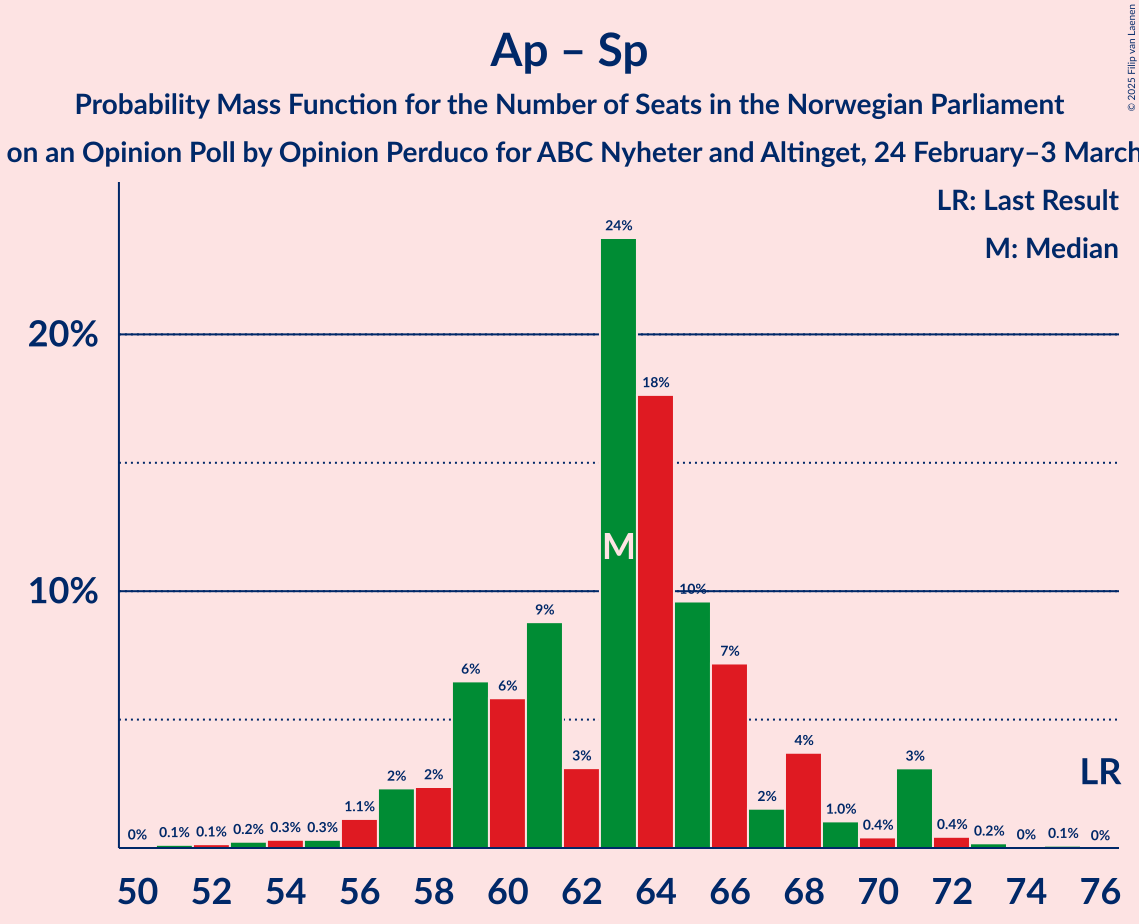 Ap – Sp
Probability Mass Function for the Number of Seats in the Norwegian Parliament
on an Opinion Poll by Opinion Perduco for ABC Nyheter and Altinget, 24 February–3 March
© 2025 Filip van Laenen
LR: Last Result
M: Median
20%
10%
0% 0.1% 0.1% 0.2% 0.3% 0.3% 1.1% 2% 2% 6% 6% 9% 3% 24% 18% 10% 7% 2% 4% 1.0% 0.4% 3% 0.4% 0.2% 0% 0.1% 0%
M
LR
50 52 54 56 58 60 62 64 66 68 70 72 74 76